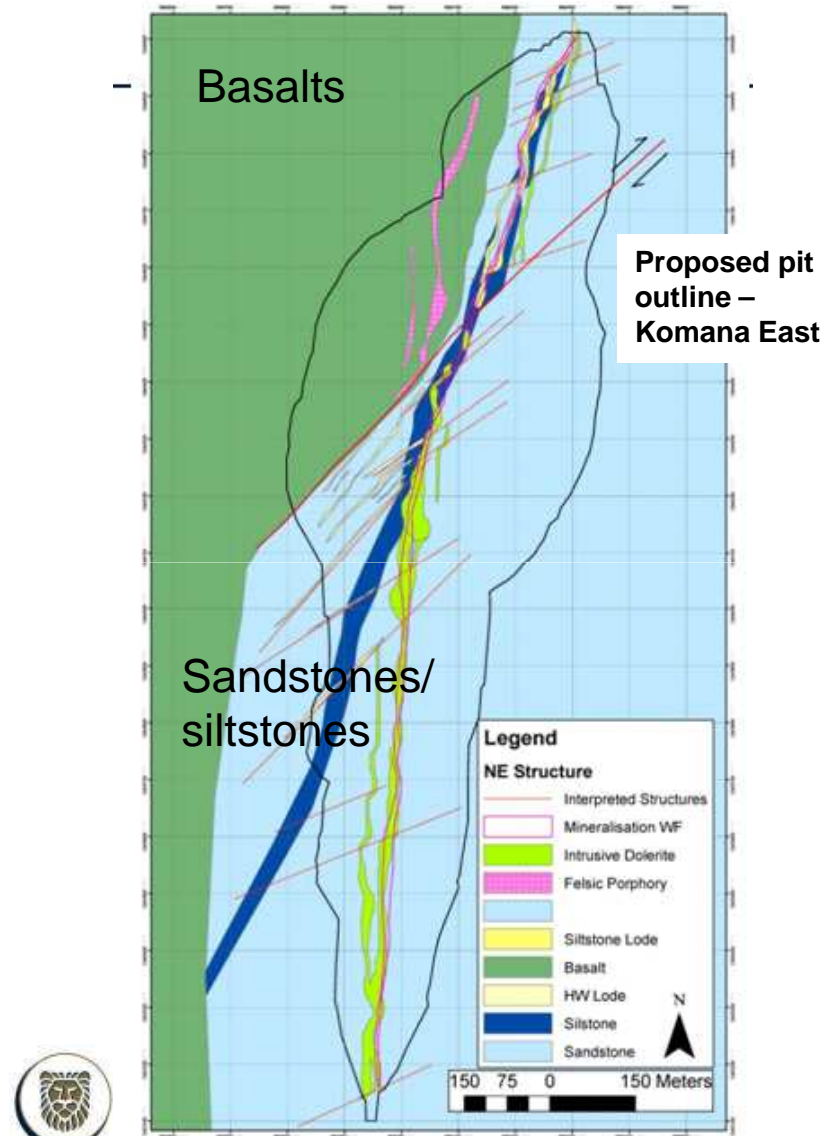 Basalts
Proposed pit
outline –
Komana East
Sandstones/
siltstones
Legend
NE Structure
Interpreted Structures
Mineralisation WF
Intrusive Dolerite
Felsic Porphory
Siltstone Lode
Basalt
HW Lode
Silstone
Sandstone
N
150 75 0 150 Meters